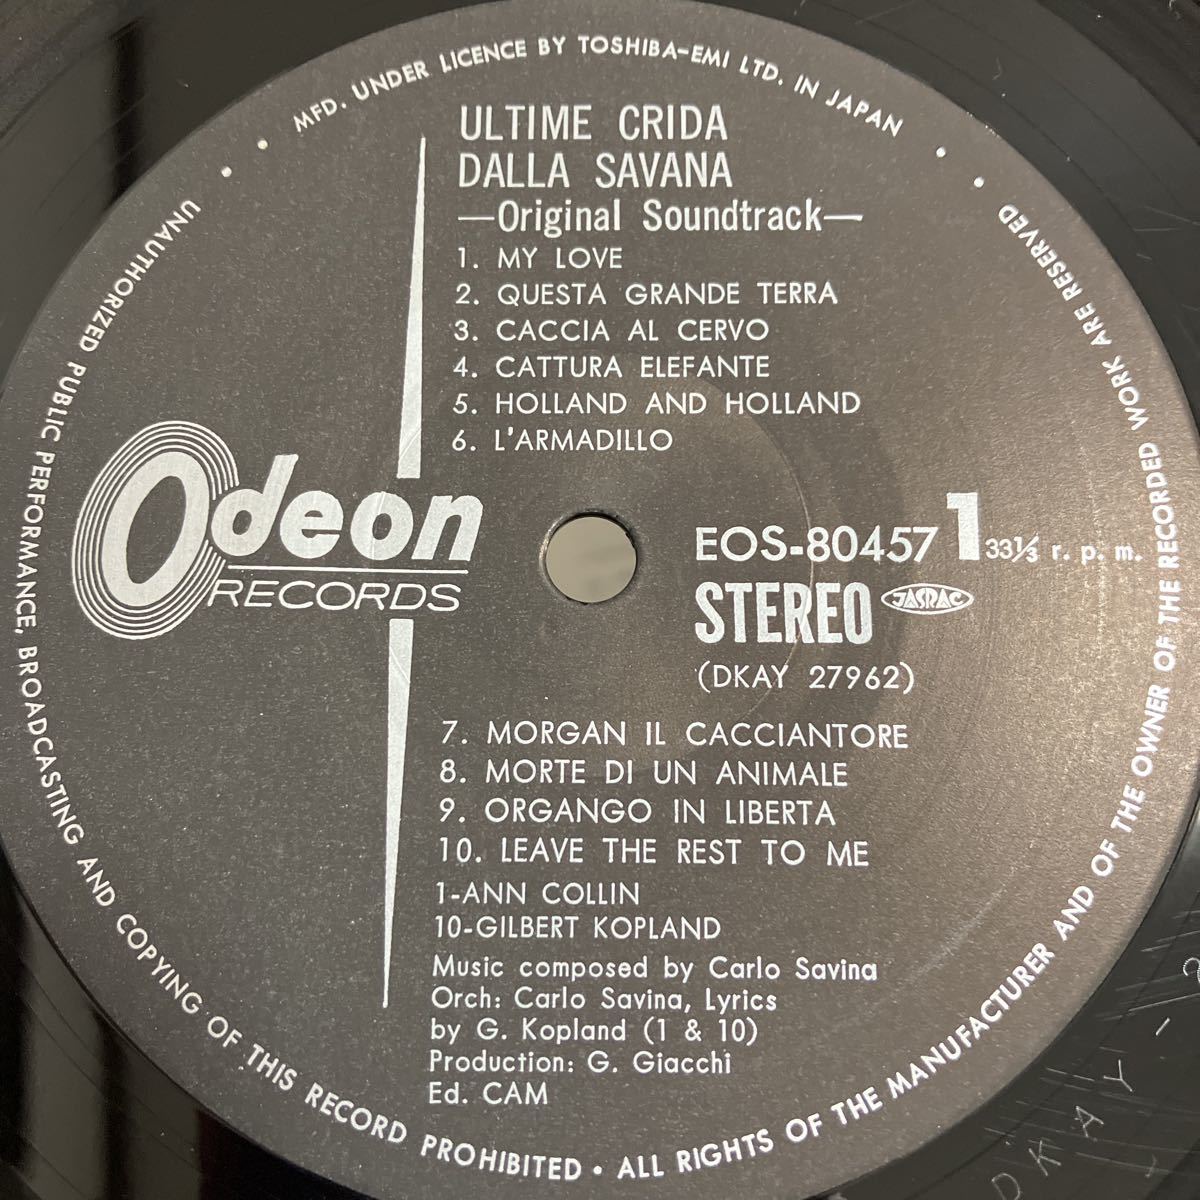 MFD. UNDER LICENCE BY TOSHIBA-EMI LTD. IN JAPAN
ULTIME CRIDA
DALLA SAVANA
—Original Soundtrack—
1. MY LOVE
2. QUESTA GRANDE TERRA
3. CACCIA AL CERVO
4. CATTURA ELEFANTE
5. HOLLAND AND HOLLAND
6. L'ARMADILLO
Odeon
RECORDS
EOS-80457 1 33⅓ r. p. m.
STEREO JASRAC
(DKAY 27962)
7. MORGAN IL CACCIANTORE
8. MORTE DI UN ANIMALE
9. ORGANGO IN LIBERTA
10. LEAVE THE REST TO ME
1-ANN COLLIN
10-GILBERT KOPLAND
Music composed by Carlo Savina
Orch: Carlo Savina, Lyrics
by G. Kopland (1 & 10)
Production: G. Giacchi
Ed. CAM
UNAUTHORIZED PUBLIC PERFORMANCE, BROADCASTING AND COPYING OF THIS RECORD PROHIBITED • ALL RIGHTS OF THE MANUFACTURER AND OF THE OWNER OF THE RECORDED WORK ARE RESERVED
DKAY-2